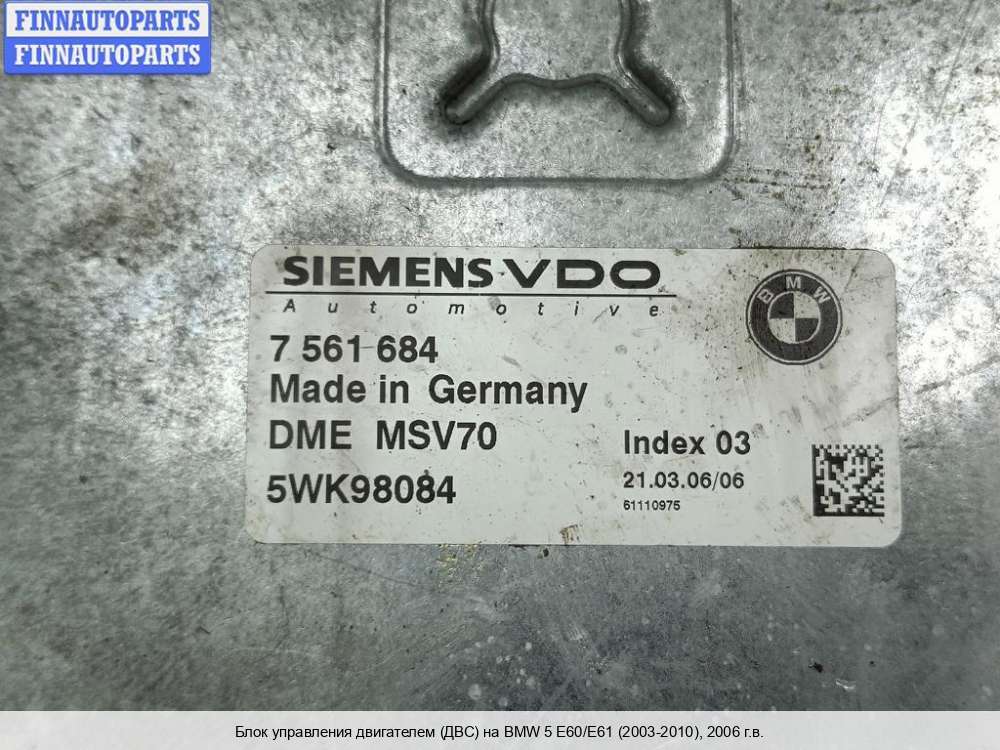 FINNAUTOPARTS
FINNAUTOPARTS
SIEMENS VDO
Automotive
BMW
7 561 684
Made in Germany
DME MSV70
Index 03
5WK98084
21.03.06/06
61110975
Блок управления двигателем (ДВС) на BMW 5 E60/E61 (2003-2010), 2006 г.в.